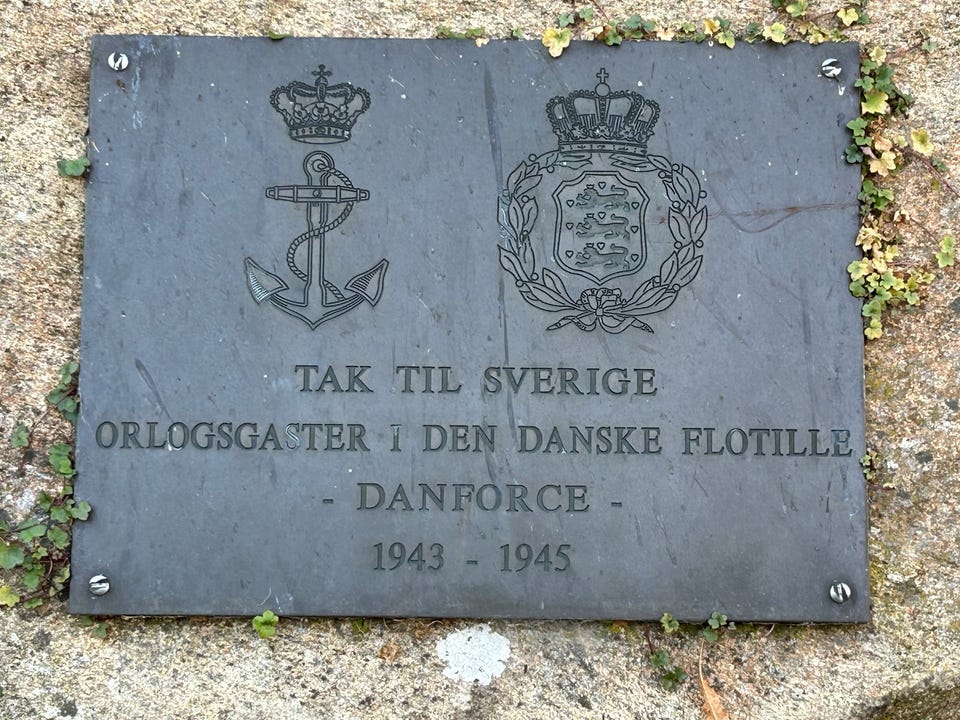 TAK TIL SVERIGE
ORLOGSGASTER I DEN DANSKE FLOTILLE
- DANFORCE -
1943 - 1945